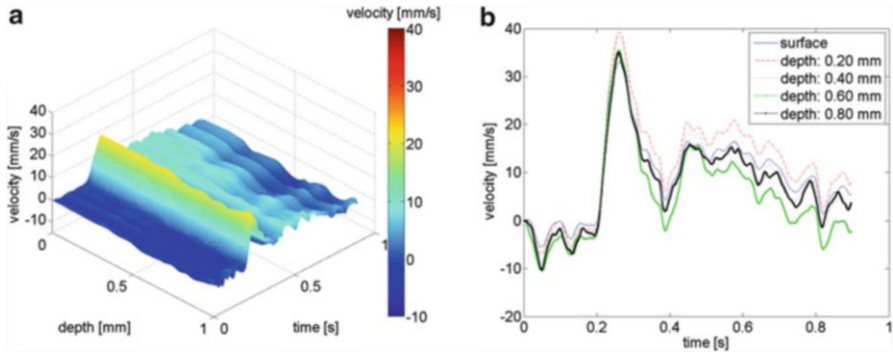 a
velocity [mm/s]
40
30
20
10
0
-10
velocity [mm/s]
40
30
20
10
0
-10
0
0.5
1
depth [mm]
0
0.5
1
time [s]
b
surface
depth: 0.20 mm
depth: 0.40 mm
depth: 0.60 mm
depth: 0.80 mm
velocity [mm/s]
40
30
20
10
0
-10
-20
0
0.2
0.4
0.6
0.8
1
time [s]